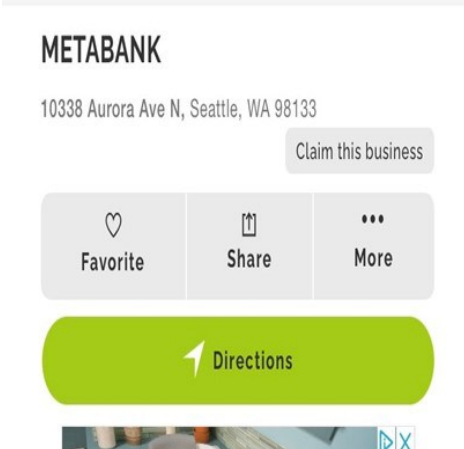 METABANK
10338 Aurora Ave N, Seattle, WA 98133
Claim this business
Favorite Share More
Directions